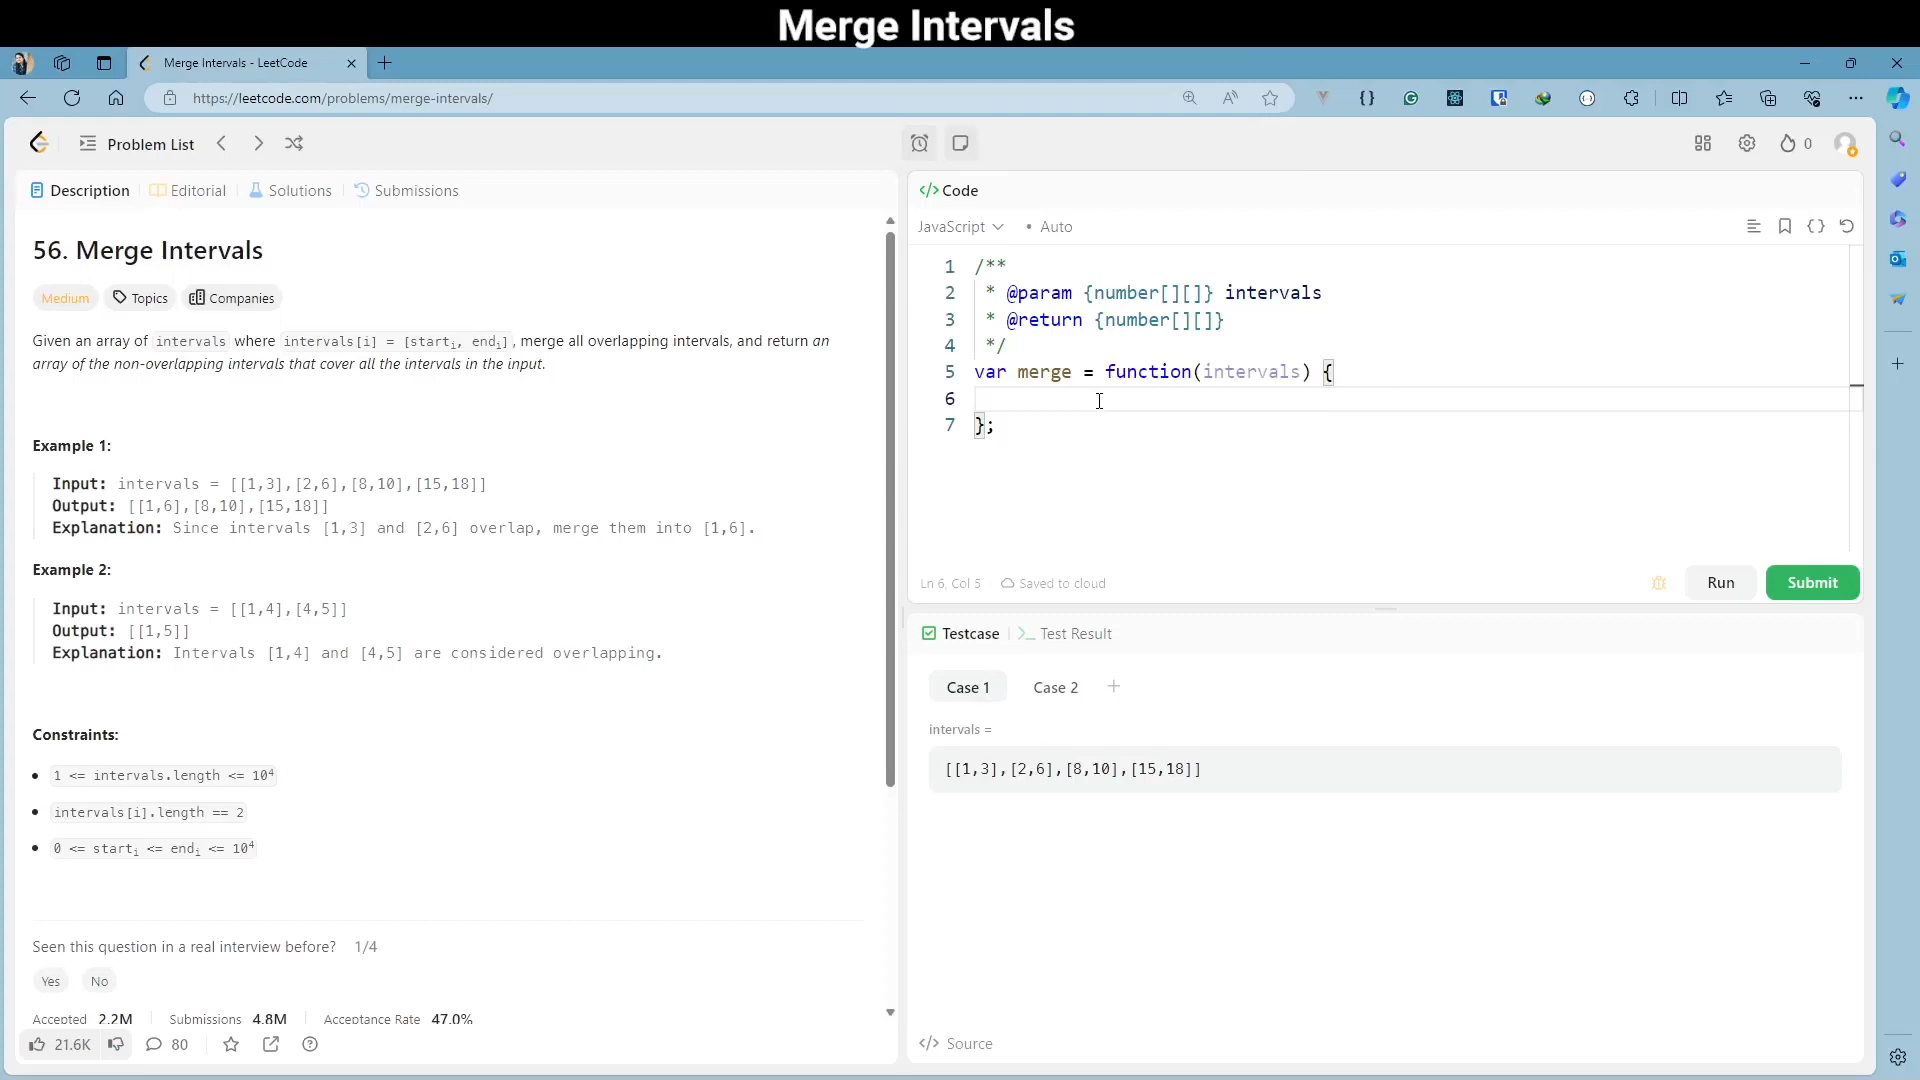 Merge Intervals
Merge Intervals - LeetCode
https://leetcode.com/problems/merge-intervals/
Problem List
0
Description
Editorial
Solutions
Submissions
56. Merge Intervals
Medium
Topics
Companies
Given an array of intervals where intervals[i] = [starti, endi], merge all overlapping intervals, and return an
array of the non-overlapping intervals that cover all the intervals in the input.
Example 1:
Input: intervals = [[1,3],[2,6],[8,10],[15,18]]
Output: [[1,6],[8,10],[15,18]]
Explanation: Since intervals [1,3] and [2,6] overlap, merge them into [1,6].
Example 2:
Input: intervals = [[1,4],[4,5]]
Output: [[1,5]]
Explanation: Intervals [1,4] and [4,5] are considered overlapping.
Constraints:
1 <= intervals.length <= 10⁴
intervals[i].length == 2
0 <= starti <= endi <= 10⁴
Seen this question in a real interview before? 1/4
Yes
No
Accepted 2.2M
Submissions 4.8M
Acceptance Rate 47.0%
21.6K
80
</> Code
JavaScript
• Auto
1 /**
2 * @param {number[][]} intervals
3 * @return {number[][]}
4 */
5 var merge = function(intervals) {
6
7 };
Ln 6, Col 5
Saved to cloud
Run
Submit
Testcase
>_ Test Result
Case 1
Case 2
+
intervals =
[[1,3],[2,6],[8,10],[15,18]]
</> Source